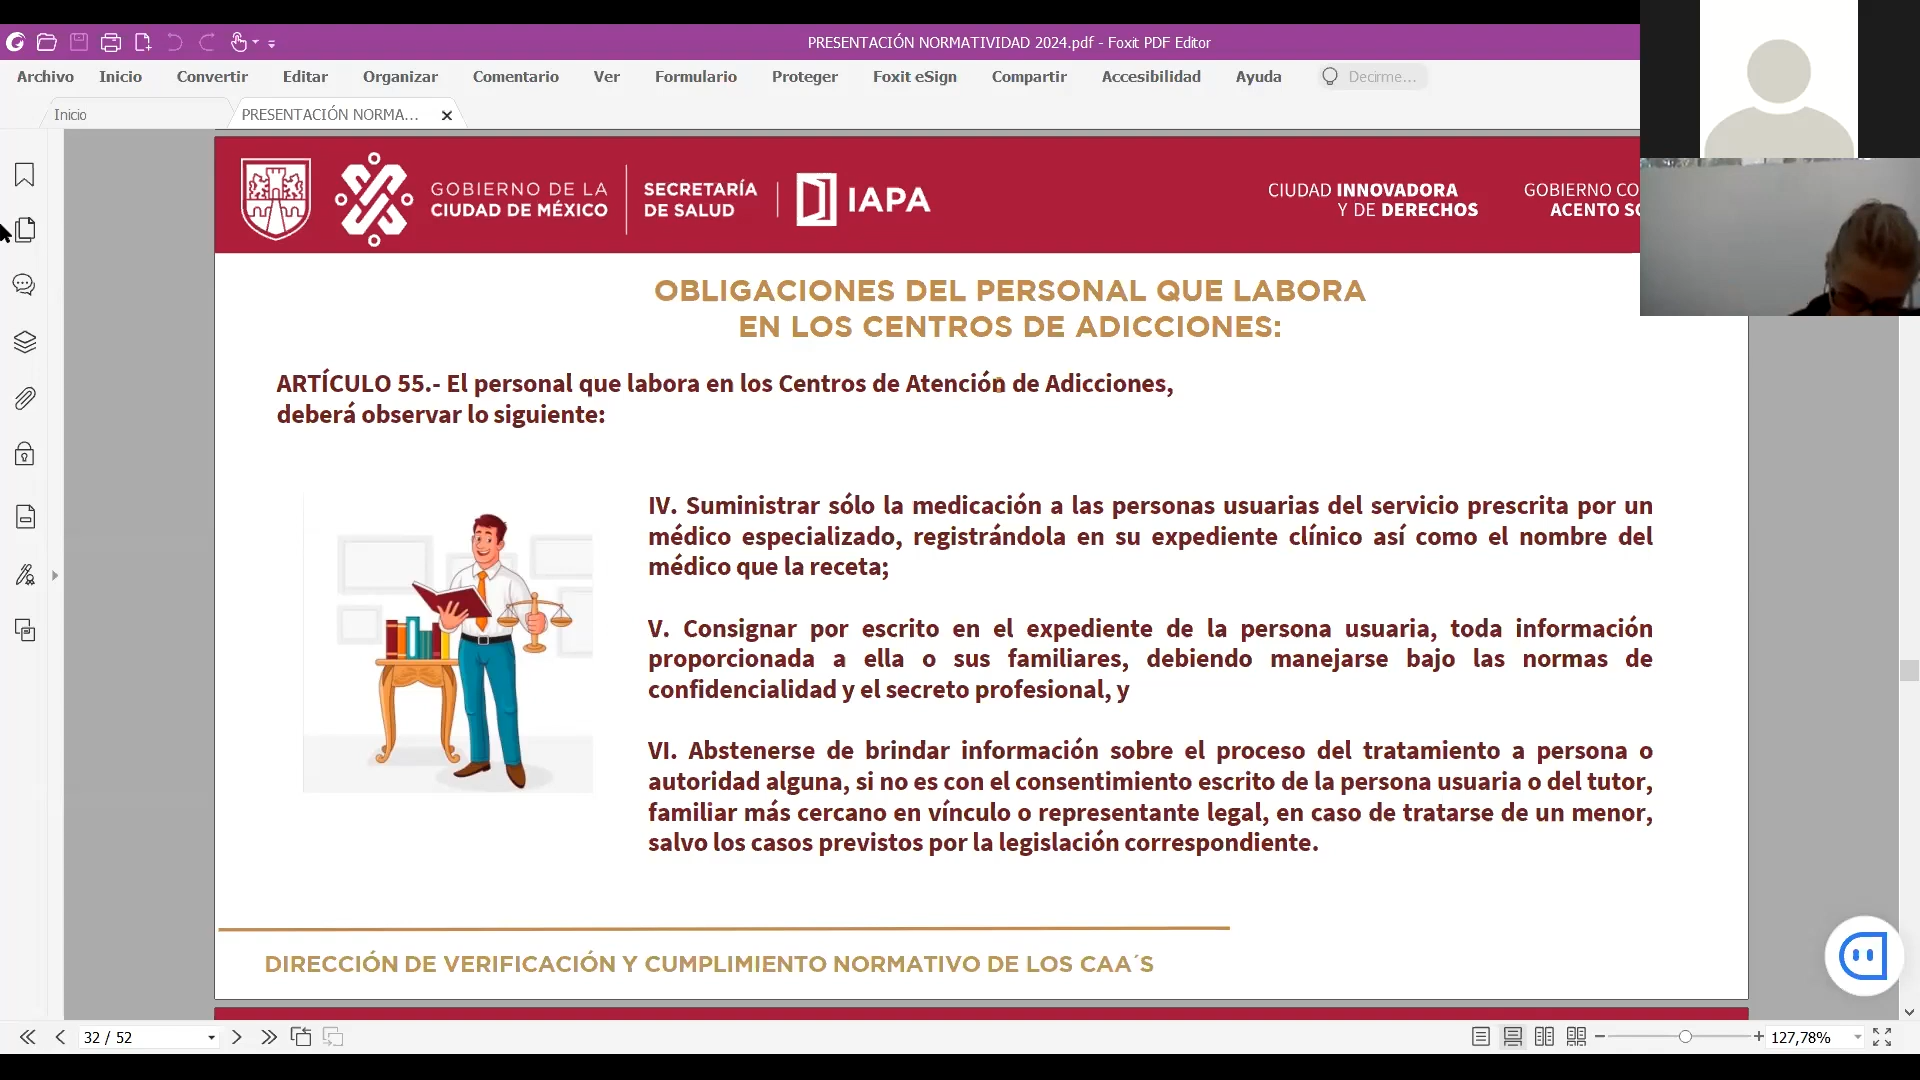 PRESENTACIÓN NORMATIVIDAD 2024.pdf - Foxit PDF Editor
Archivo Inicio Convertir Editar Organizar Comentario Ver Formulario Proteger Foxit eSign Compartir Accesibilidad Ayuda Decirme...
Inicio PRESENTACIÓN NORMA...
GOBIERNO DE LA
CIUDAD DE MÉXICO
SECRETARÍA
DE SALUD
IAPA
CIUDAD INNOVADORA
Y DE DERECHOS
GOBIERNO CO
ACENTO SO
OBLIGACIONES DEL PERSONAL QUE LABORA
EN LOS CENTROS DE ADICCIONES:
ARTÍCULO 55.- El personal que labora en los Centros de Atención de Adicciones,
deberá observar lo siguiente:
IV. Suministrar sólo la medicación a las personas usuarias del servicio prescrita por un
médico especializado, registrándola en su expediente clínico así como el nombre del
médico que la receta;
V. Consignar por escrito en el expediente de la persona usuaria, toda información
proporcionada a ella o sus familiares, debiendo manejarse bajo las normas de
confidencialidad y el secreto profesional, y
VI. Abstenerse de brindar información sobre el proceso del tratamiento a persona o
autoridad alguna, si no es con el consentimiento escrito de la persona usuaria o del tutor,
familiar más cercano en vínculo o representante legal, en caso de tratarse de un menor,
salvo los casos previstos por la legislación correspondiente.
DIRECCIÓN DE VERIFICACIÓN Y CUMPLIMIENTO NORMATIVO DE LOS CAA´S
32 / 52
127,78%